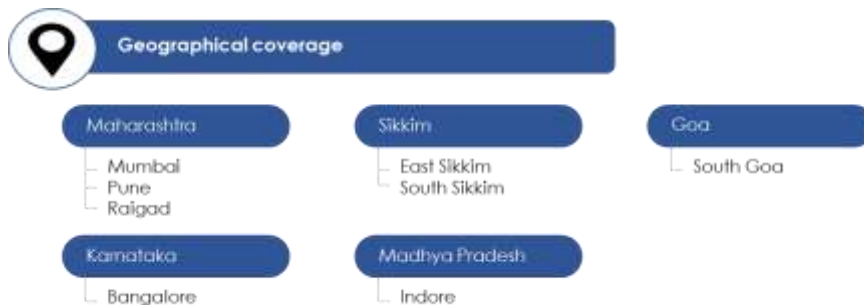 Geographical coverage
Maharashtra
Mumbai
Pune
Raigad
Sikkim
East Sikkim
South Sikkim
Goa
South Goa
Karnataka
Bangalore
Madhya Pradesh
Indore